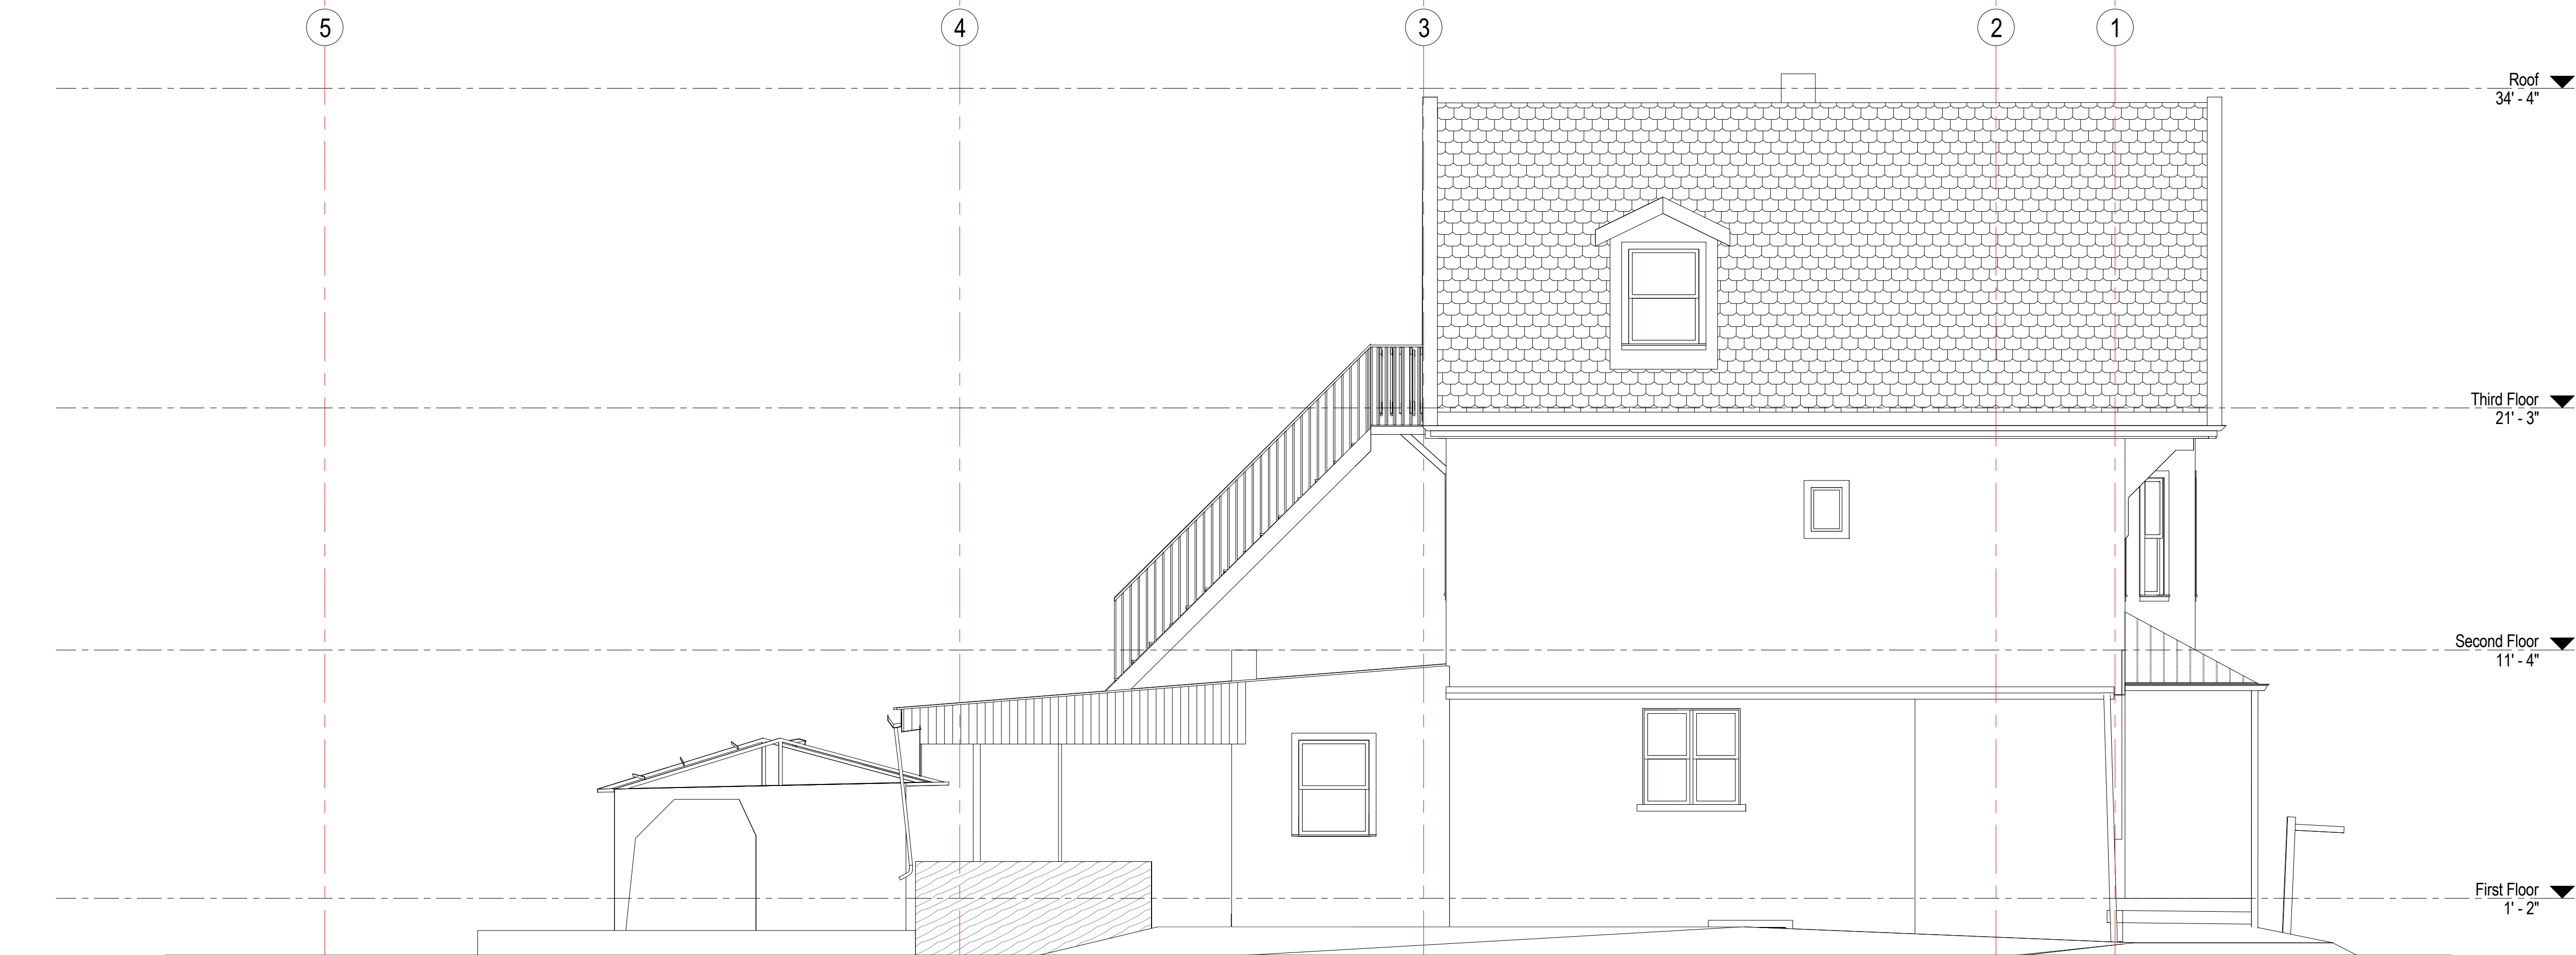 5 4 3 2 1
Roof
34' - 4"
Third Floor
21' - 3"
Second Floor
11' - 4"
First Floor
1' - 2"